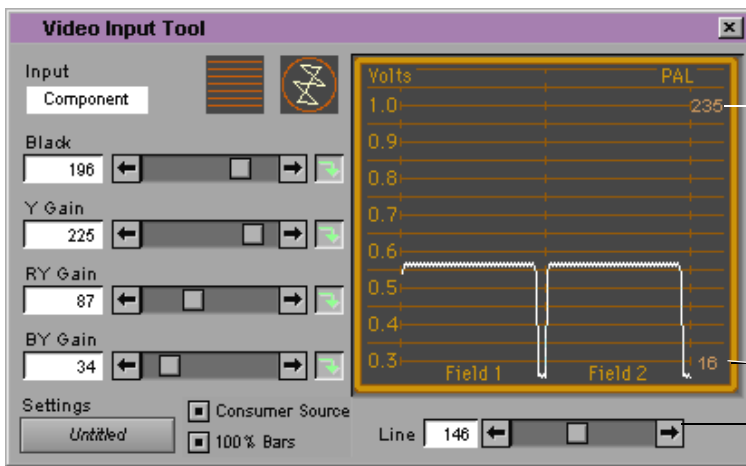 Video Input Tool
Input
Component
Black
196
Y Gain
225
RY Gain
87
BY Gain
34
Settings
Untitled
Consumer Source
100% Bars
Volts PAL
1.0 235
0.9
0.8
0.7
0.6
0.5
0.4
0.3 Field 1 Field 2 16
Line 146